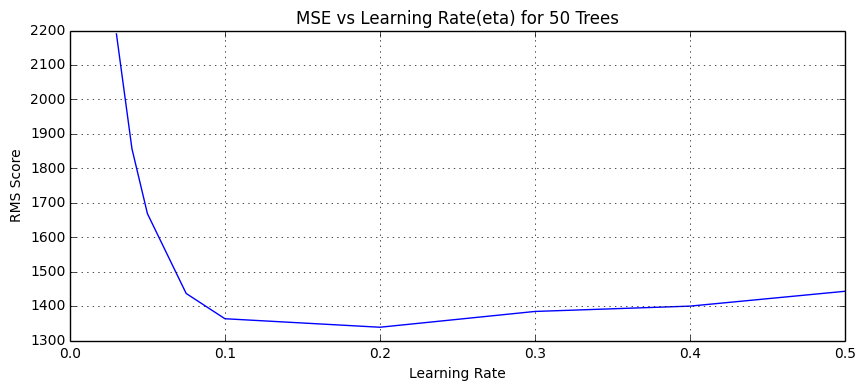 MSE vs Learning Rate(eta) for 50 Trees
2200
2100
2000
1900
1800
1700
1600
1500
1400
1300
RMS Score
0.0 0.1 0.2 0.3 0.4 0.5
Learning Rate